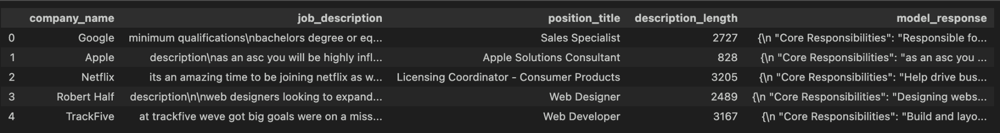 company_name job_description position_title description_length model_response
0 Google minimum qualifications\nbachelors degree or eq... Sales Specialist 2727 {\n "Core Responsibilities": "Responsible fo...
1 Apple description\nas an asc you will be highly infl... Apple Solutions Consultant 828 {\n "Core Responsibilities": "as an asc you ...
2 Netflix its an amazing time to be joining netflix as w... Licensing Coordinator - Consumer Products 3205 {\n "Core Responsibilities": "Help drive bus...
3 Robert Half description\n\nweb designers looking to expand... Web Designer 2489 {\n "Core Responsibilities": "Designing webs...
4 TrackFive at trackfive weve got big goals were on a miss... Web Developer 3167 {\n "Core Responsibilities": "Build and layo...